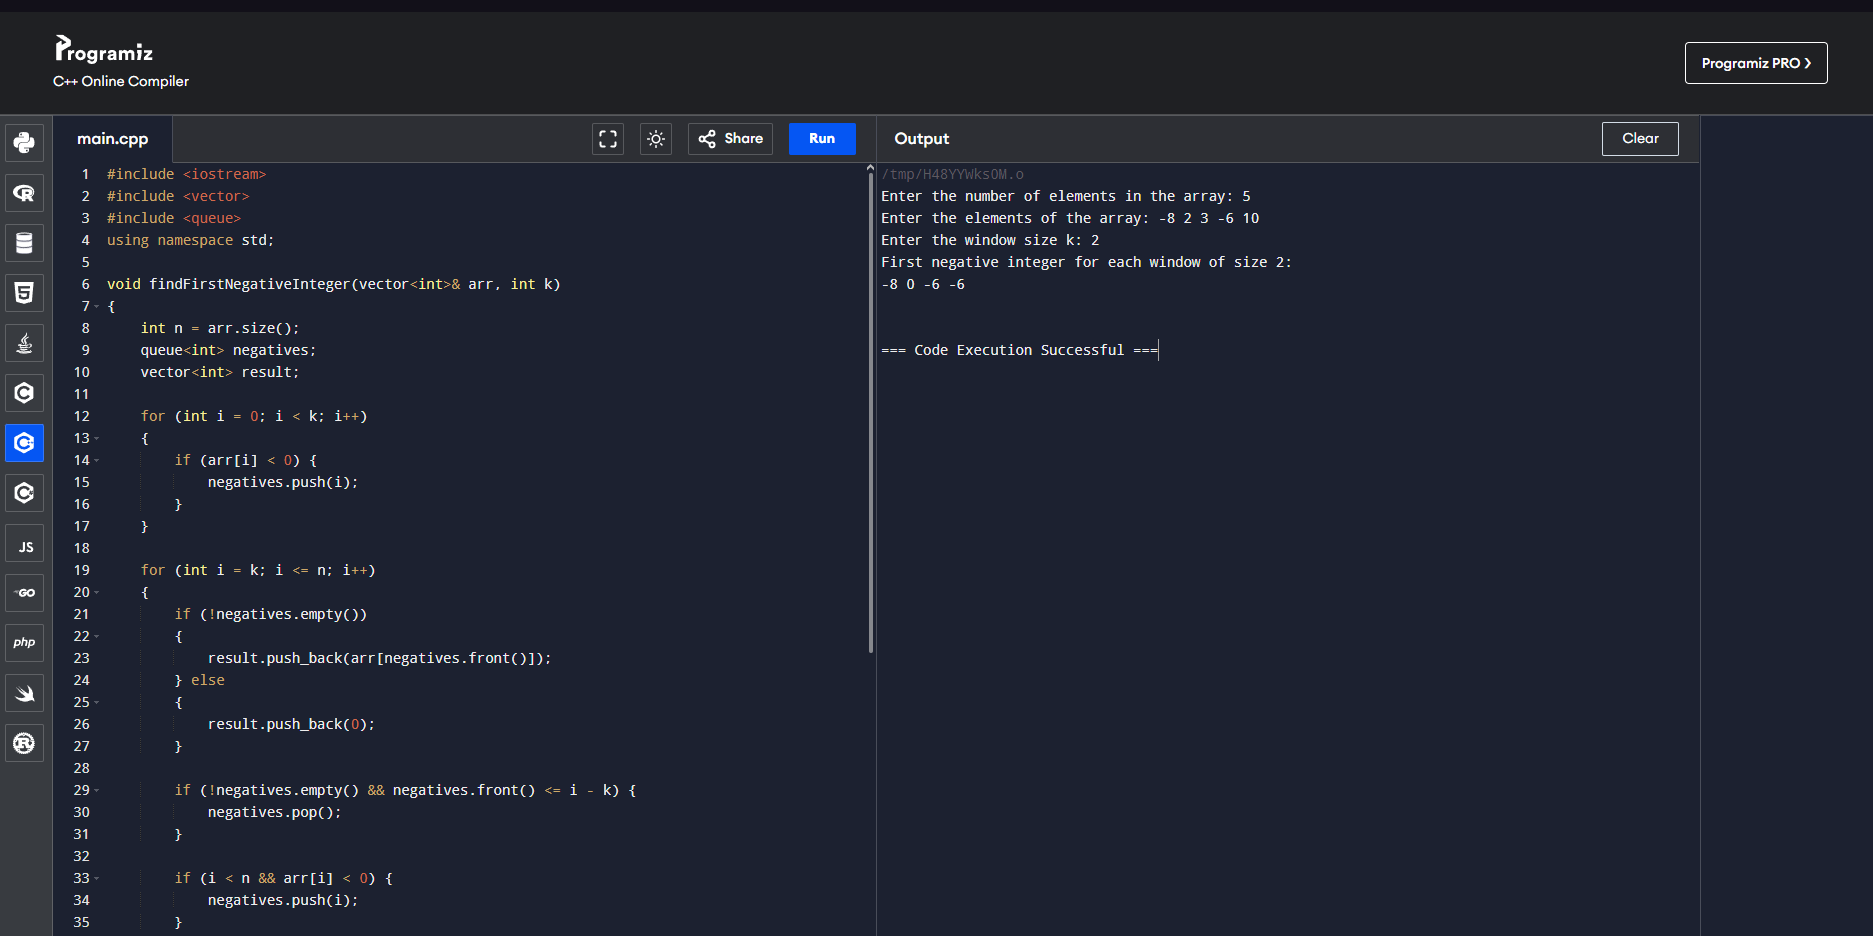 Programiz
C++ Online Compiler
Programiz PRO ❯
main.cpp
Share
Run
Output
Clear
JS
GO
php
1 #include <iostream>
2 #include <vector>
3 #include <queue>
4 using namespace std;
5
6 void findFirstNegativeInteger(vector<int>& arr, int k)
7 {
8     int n = arr.size();
9     queue<int> negatives;
10     vector<int> result;
11
12     for (int i = 0; i < k; i++)
13     {
14         if (arr[i] < 0) {
15             negatives.push(i);
16         }
17     }
18
19     for (int i = k; i <= n; i++)
20     {
21         if (!negatives.empty())
22         {
23             result.push_back(arr[negatives.front()]);
24         } else
25         {
26             result.push_back(0);
27         }
28
29         if (!negatives.empty() && negatives.front() <= i - k) {
30             negatives.pop();
31         }
32
33         if (i < n && arr[i] < 0) {
34             negatives.push(i);
35         }
/tmp/H48YYWksOM.o
Enter the number of elements in the array: 5
Enter the elements of the array: -8 2 3 -6 10
Enter the window size k: 2
First negative integer for each window of size 2:
-8 0 -6 -6
=== Code Execution Successful ===